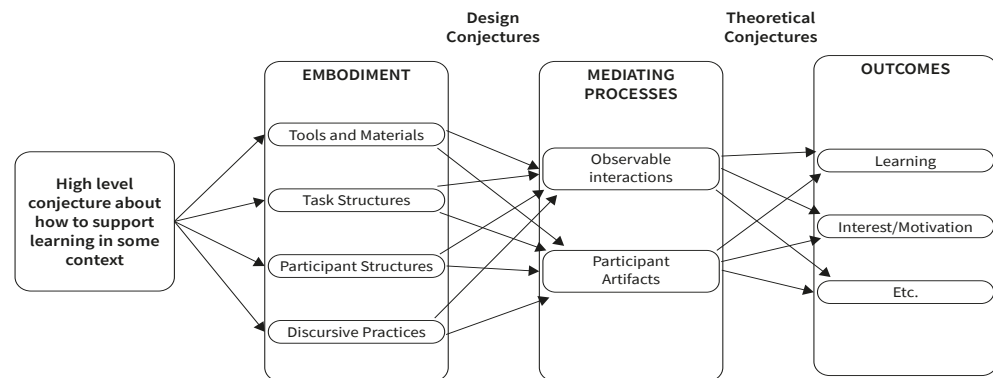 Design
Conjectures
Theoretical
Conjectures
High level
conjecture about
how to support
learning in some
context
EMBODIMENT
Tools and Materials
Task Structures
Participant Structures
Discursive Practices
MEDIATING
PROCESSES
Observable
interactions
Participant
Artifacts
OUTCOMES
Learning
Interest/Motivation
Etc.